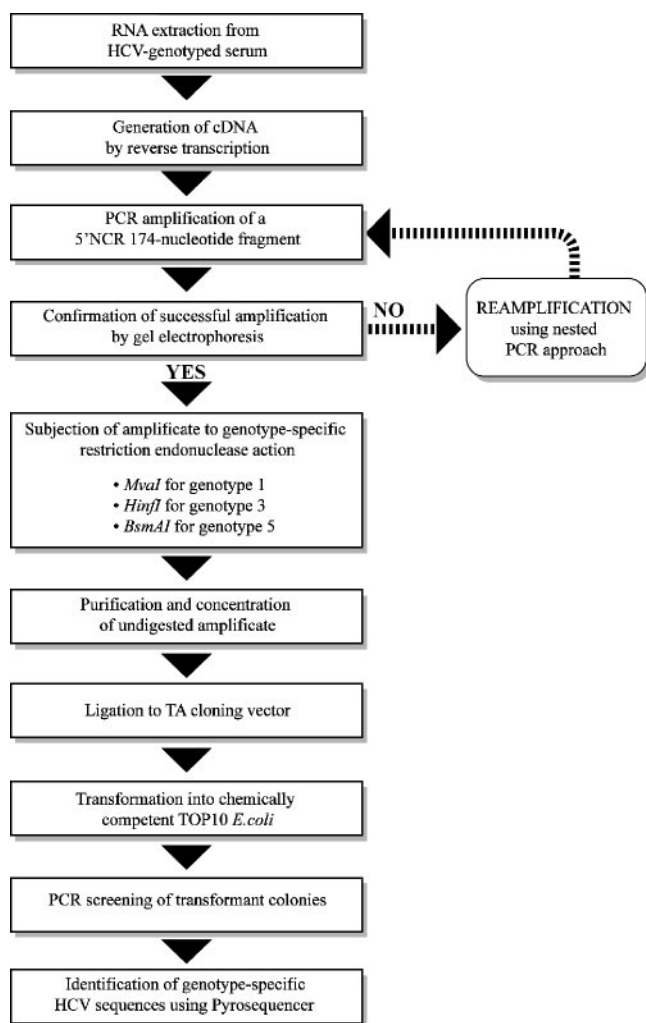 RNA extraction from
HCV-genotyped serum
Generation of cDNA
by reverse transcription
PCR amplification of a
5'NCR 174-nucleotide fragment
Confirmation of successful amplification
by gel electrophoresis
NO
REAMPLIFICATION
using nested
PCR approach
YES
Subjection of amplificate to genotype-specific
restriction endonuclease action
• MvaI for genotype 1
• HinfI for genotype 3
• BsmAI for genotype 5
Purification and concentration
of undigested amplificate
Ligation to TA cloning vector
Transformation into chemically
competent TOP10 E.coli
PCR screening of transformant colonies
Identification of genotype-specific
HCV sequences using Pyrosequencer